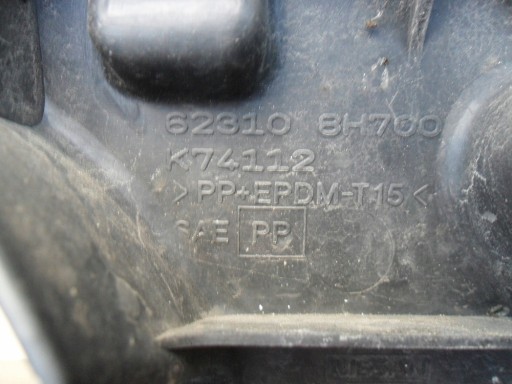 62310 8H700
K74112
>PP+EPDM-T15<
SAE PP